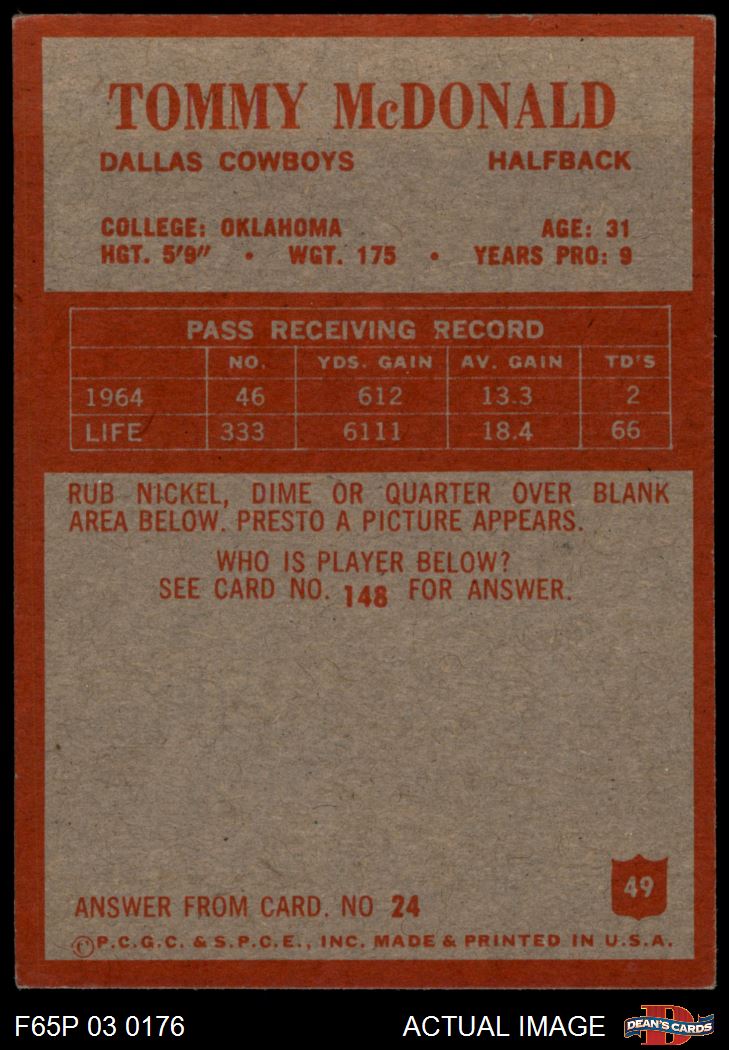 TOMMY McDONALD
DALLAS COWBOYS HALFBACK
COLLEGE: OKLAHOMA AGE: 31
HGT. 5'9" • WGT. 175 • YEARS PRO: 9
PASS RECEIVING RECORD
NO. YDS. GAIN AV. GAIN TD'S
1964 46 612 13.3 2
LIFE 333 6111 18.4 66
RUB NICKEL, DIME OR QUARTER OVER BLANK
AREA BELOW. PRESTO A PICTURE APPEARS.
WHO IS PLAYER BELOW?
SEE CARD NO. 148 FOR ANSWER.
49
ANSWER FROM CARD. NO 24
©P.C.G.C. & S.P.C.E., INC. MADE & PRINTED IN U.S.A.
F65P 03 0176 ACTUAL IMAGE
D
DEAN'S CARDS